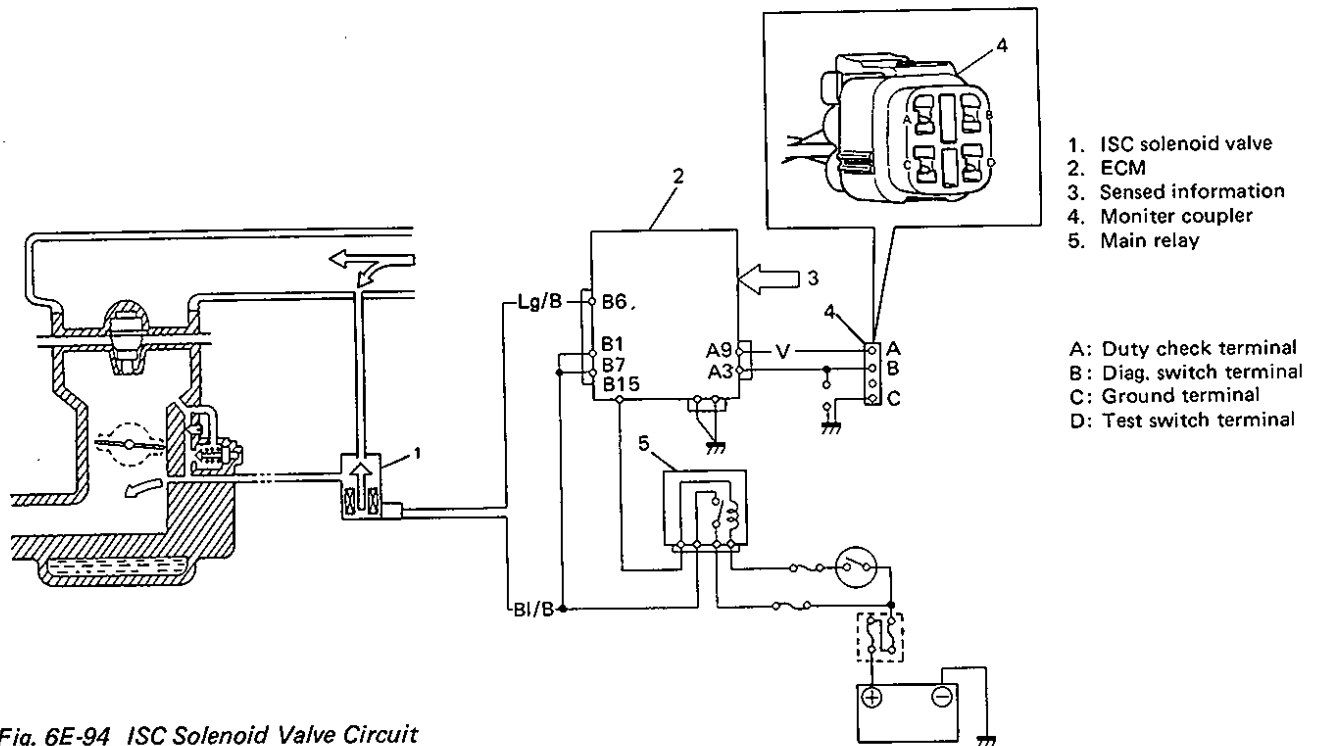 4
A
B
C
D
1. ISC solenoid valve
2. ECM
3. Sensed information
4. Moniter coupler
5. Main relay
2
3
Lg/B
B6.
B1
B7
B15
A9
A3
V
4
A
B
C
A: Duty check terminal
B: Diag. switch terminal
C: Ground terminal
D: Test switch terminal
1
5
Bl/B
+
−
Fig. 6E-94 ISC Solenoid Valve Circuit